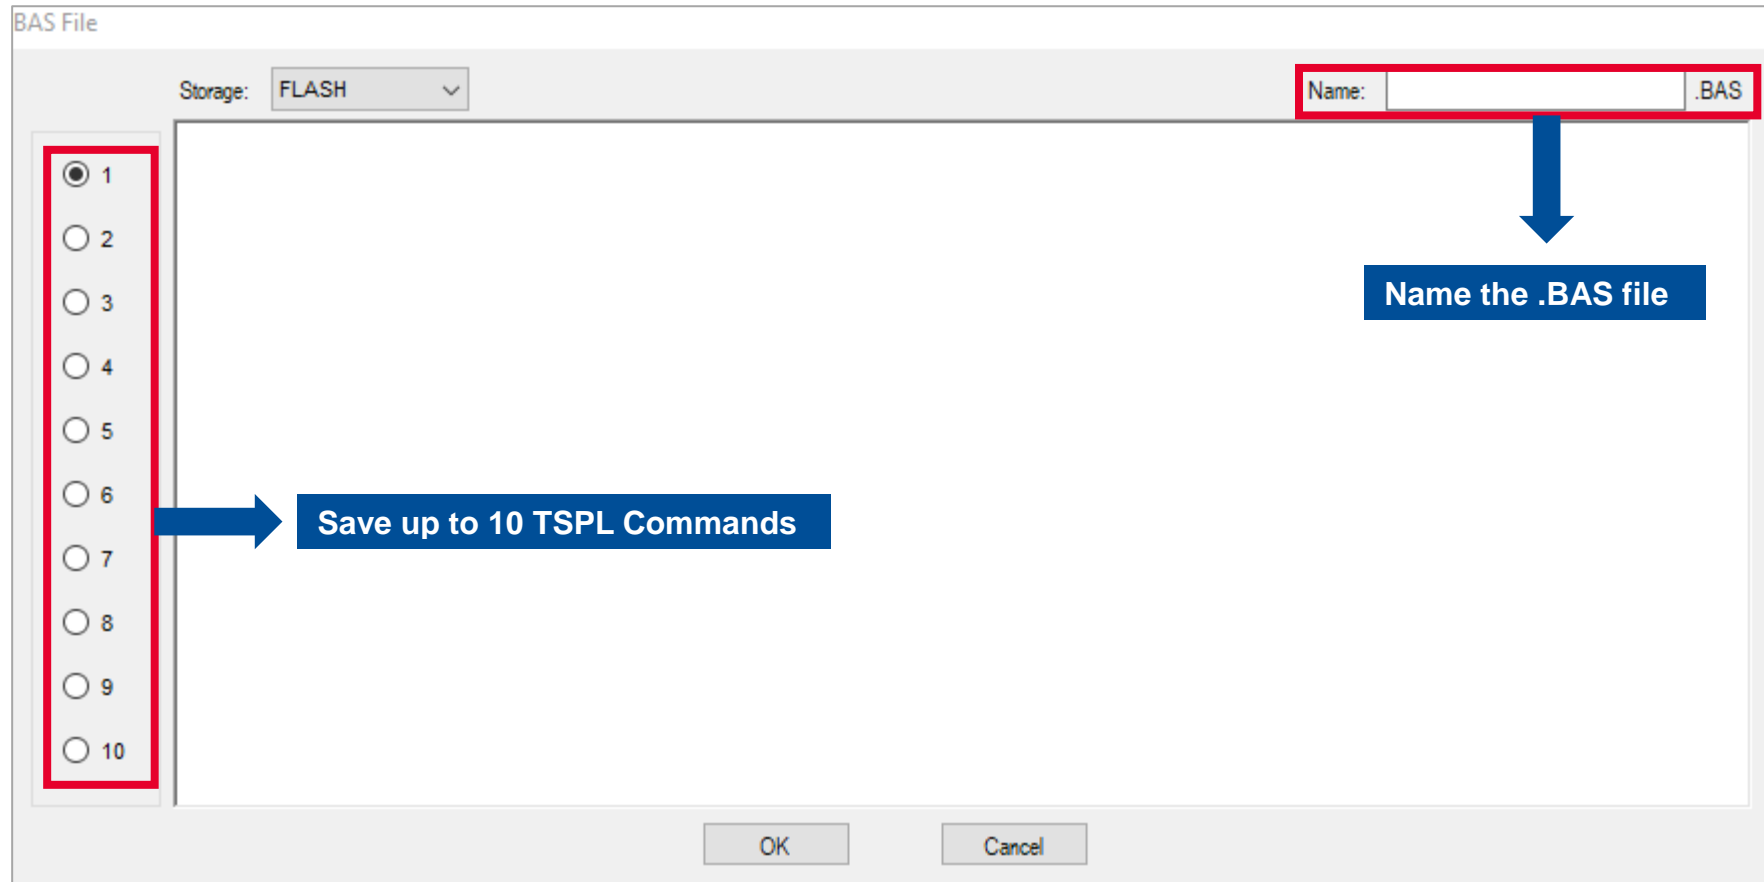 BAS File
Storage: FLASH
Name: .BAS
1
2
3
4
5
6
7
8
9
10
Name the .BAS file
Save up to 10 TSPL Commands
OK Cancel